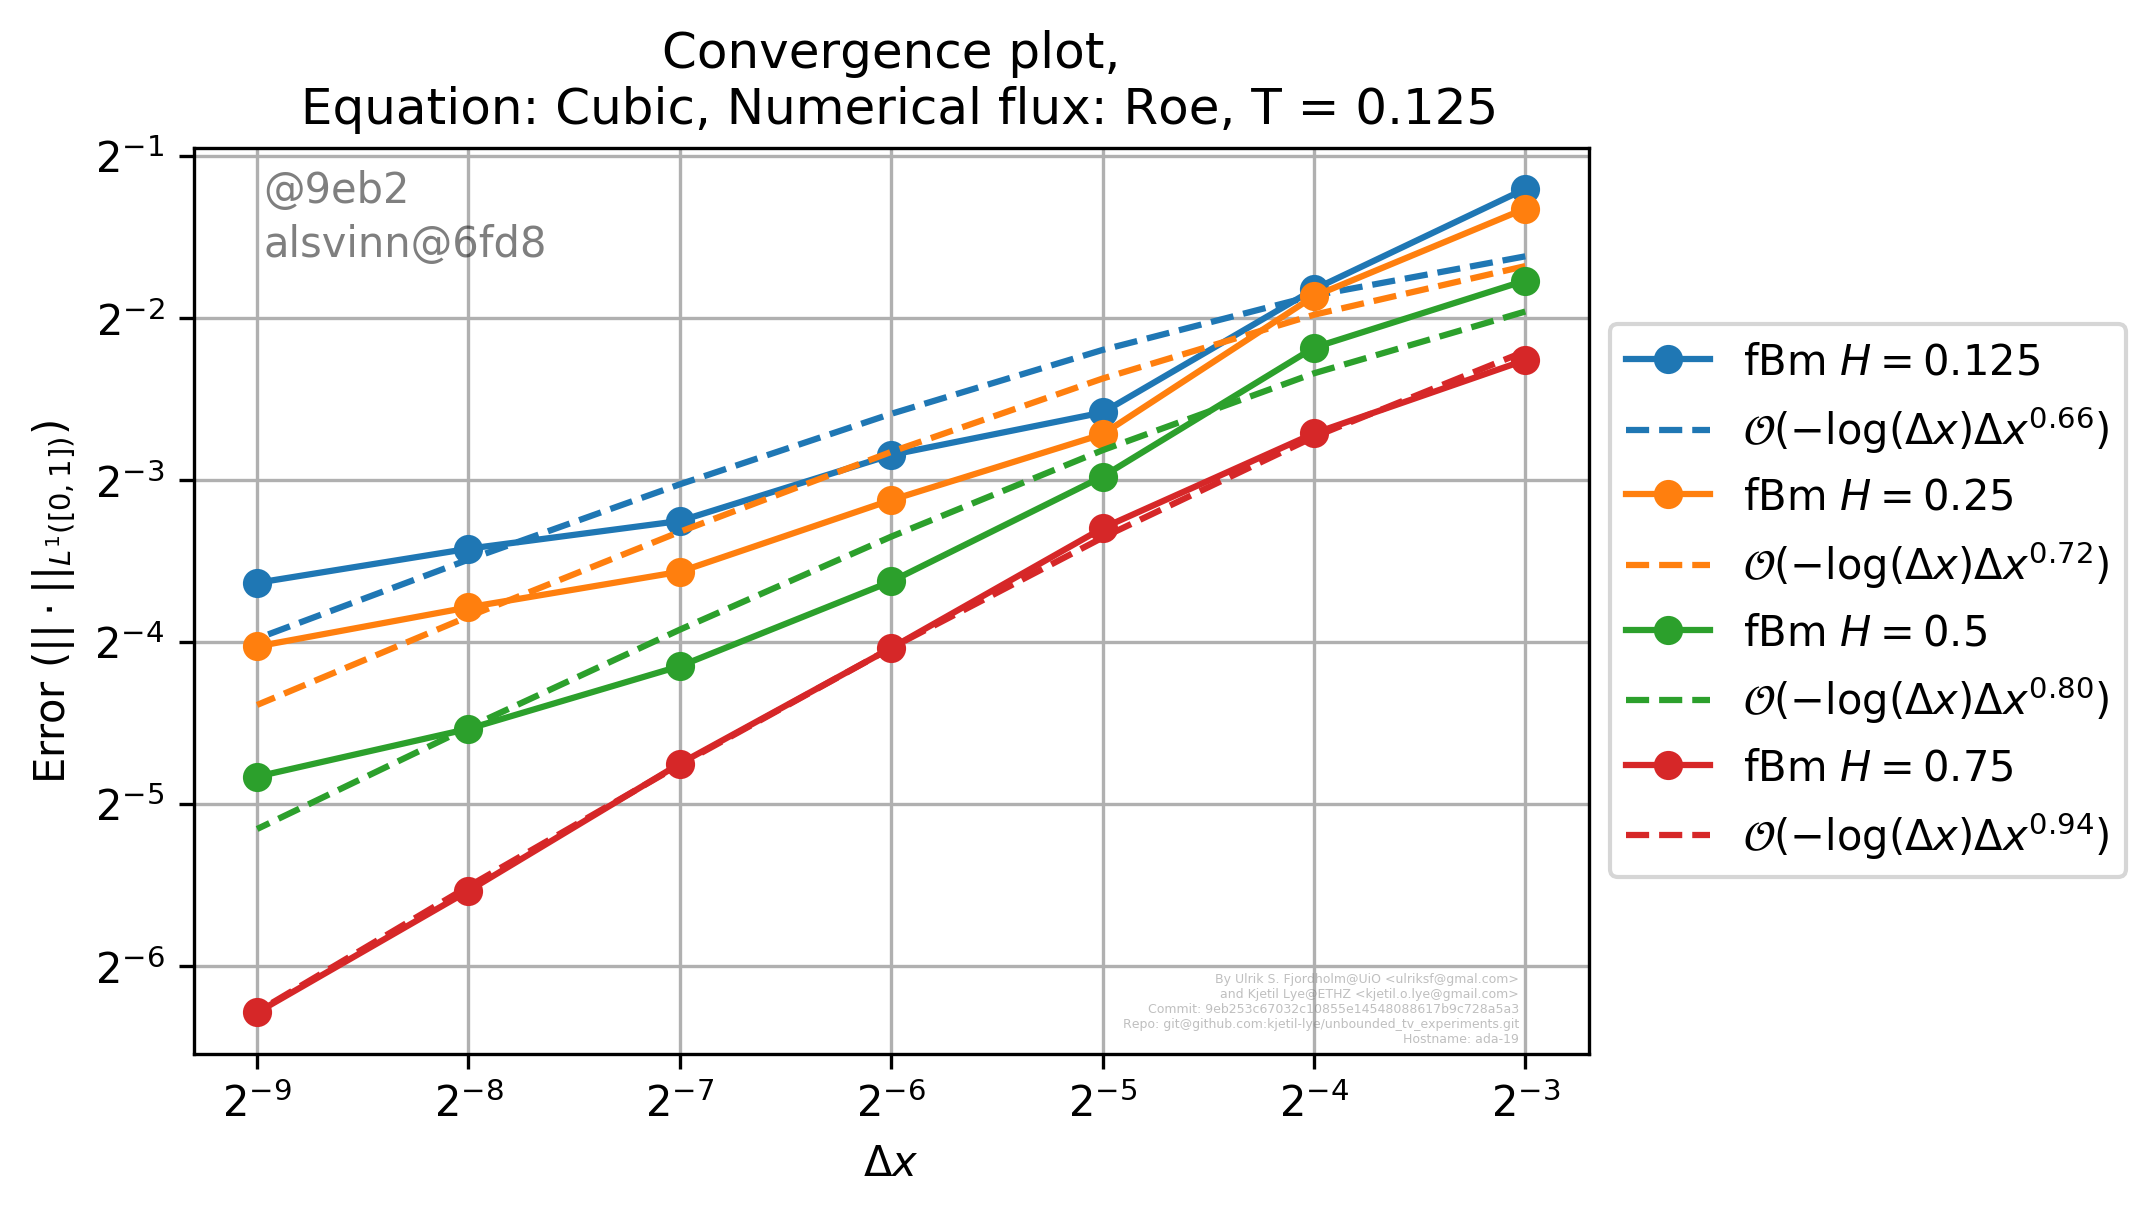 Convergence plot,
Equation: Cubic, Numerical flux: Roe, T = 0.125
@9eb2
alsvinn@6fd8
2^{-1}
2^{-2}
2^{-3}
2^{-4}
2^{-5}
2^{-6}
Error (|| · ||_{L^1([0, 1])})
2^{-9} 2^{-8} 2^{-7} 2^{-6} 2^{-5} 2^{-4} 2^{-3}
Δx
fBm H = 0.125
𝒪(−log(Δx)Δx^{0.66})
fBm H = 0.25
𝒪(−log(Δx)Δx^{0.72})
fBm H = 0.5
𝒪(−log(Δx)Δx^{0.80})
fBm H = 0.75
𝒪(−log(Δx)Δx^{0.94})
By Ulrik S. Fjordholm@UiO <ulriksf@gmal.com>
and Kjetil Lye@ETHZ <kjetil.o.lye@gmail.com>
Commit: 9eb253c67032c10855e14548088617b9c728a5a3
Repo: git@github.com:kjetil-lye/unbounded_tv_experiments.git
Hostname: ada-19